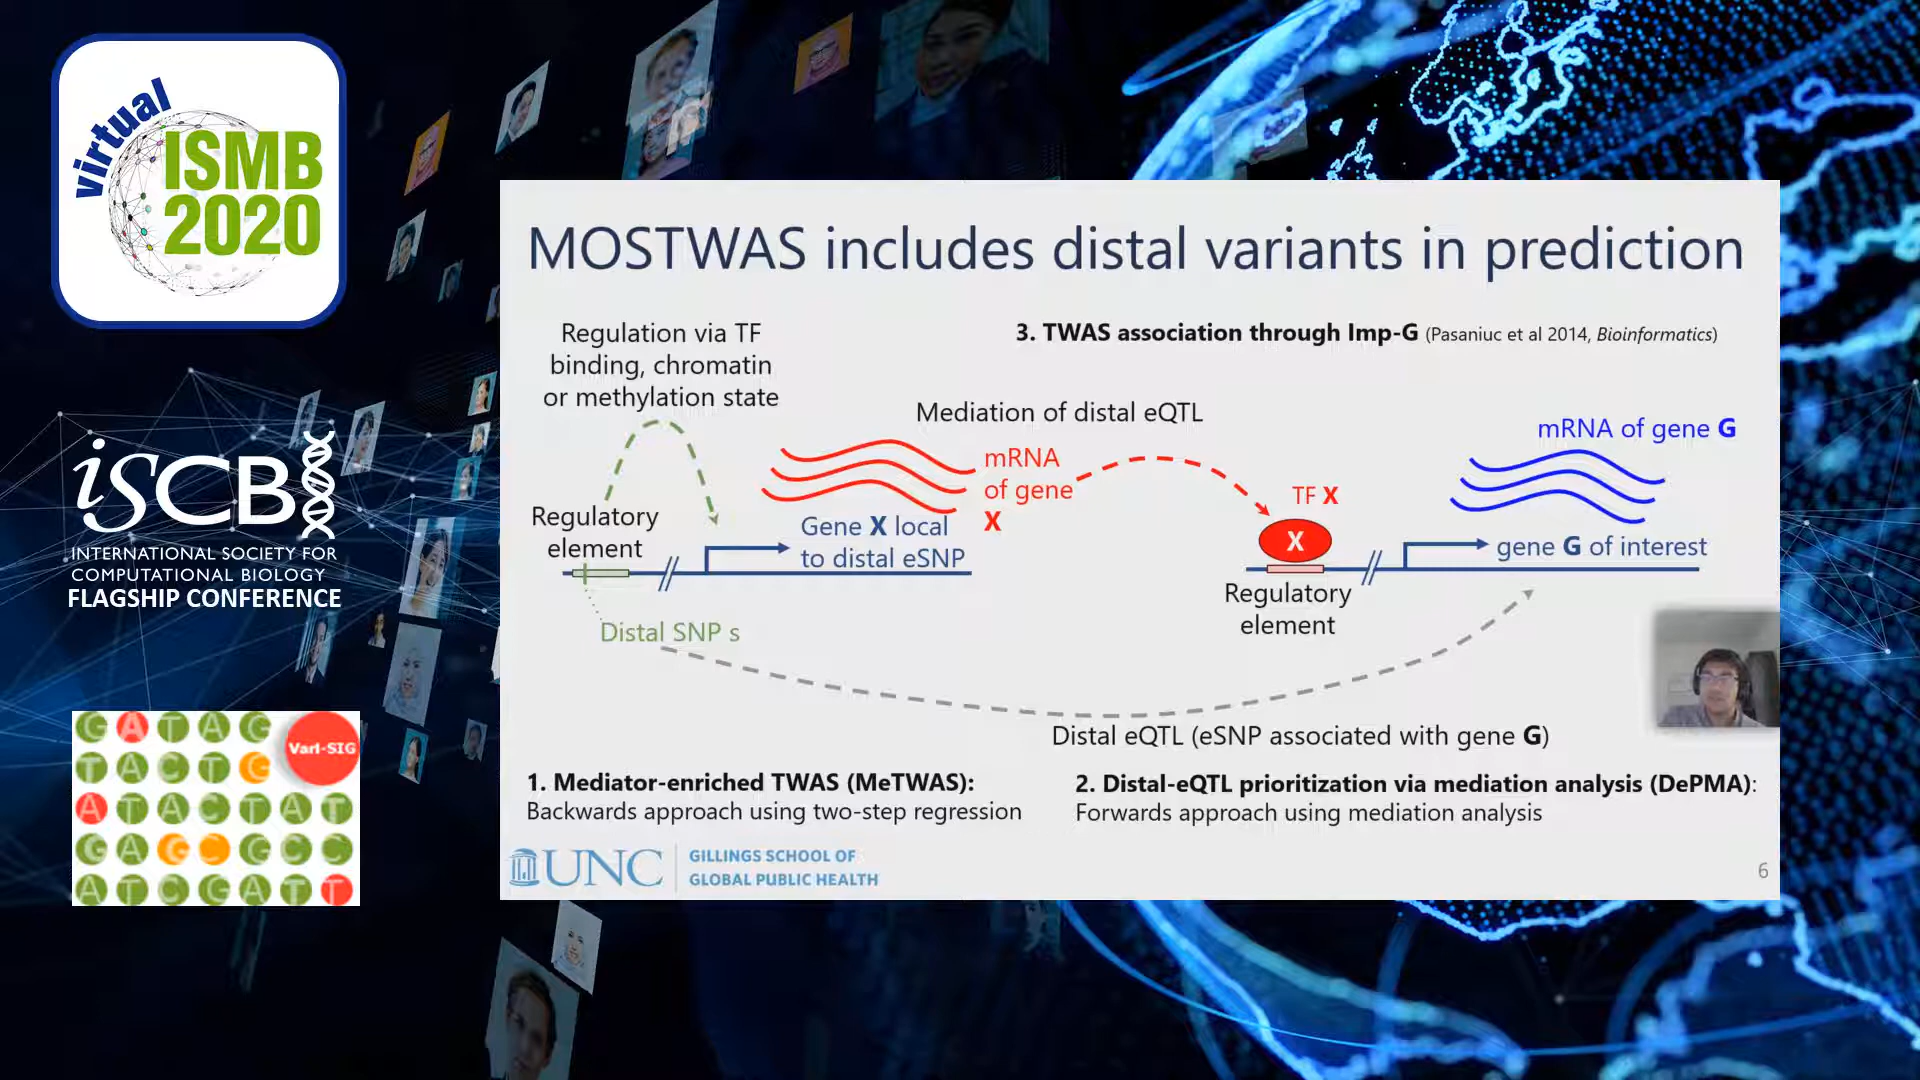 virtual
ISMB
2020
iSCB
INTERNATIONAL SOCIETY FOR
COMPUTATIONAL BIOLOGY
FLAGSHIP CONFERENCE
G A T A G
Vari-SIG
T A C T G
A T A C T A T
G A G C G C C
A T C G A T T
MOSTWAS includes distal variants in prediction
Regulation via TF
binding, chromatin
or methylation state
3. TWAS association through Imp-G (Pasaniuc et al 2014, Bioinformatics)
Mediation of distal eQTL
mRNA of gene G
mRNA
of gene
X
TF X
X
Regulatory
element
Gene X local
to distal eSNP
gene G of interest
Regulatory
element
Distal SNP s
Distal eQTL (eSNP associated with gene G)
1. Mediator-enriched TWAS (MeTWAS):
Backwards approach using two-step regression
2. Distal-eQTL prioritization via mediation analysis (DePMA):
Forwards approach using mediation analysis
UNC
GILLINGS SCHOOL OF
GLOBAL PUBLIC HEALTH
6